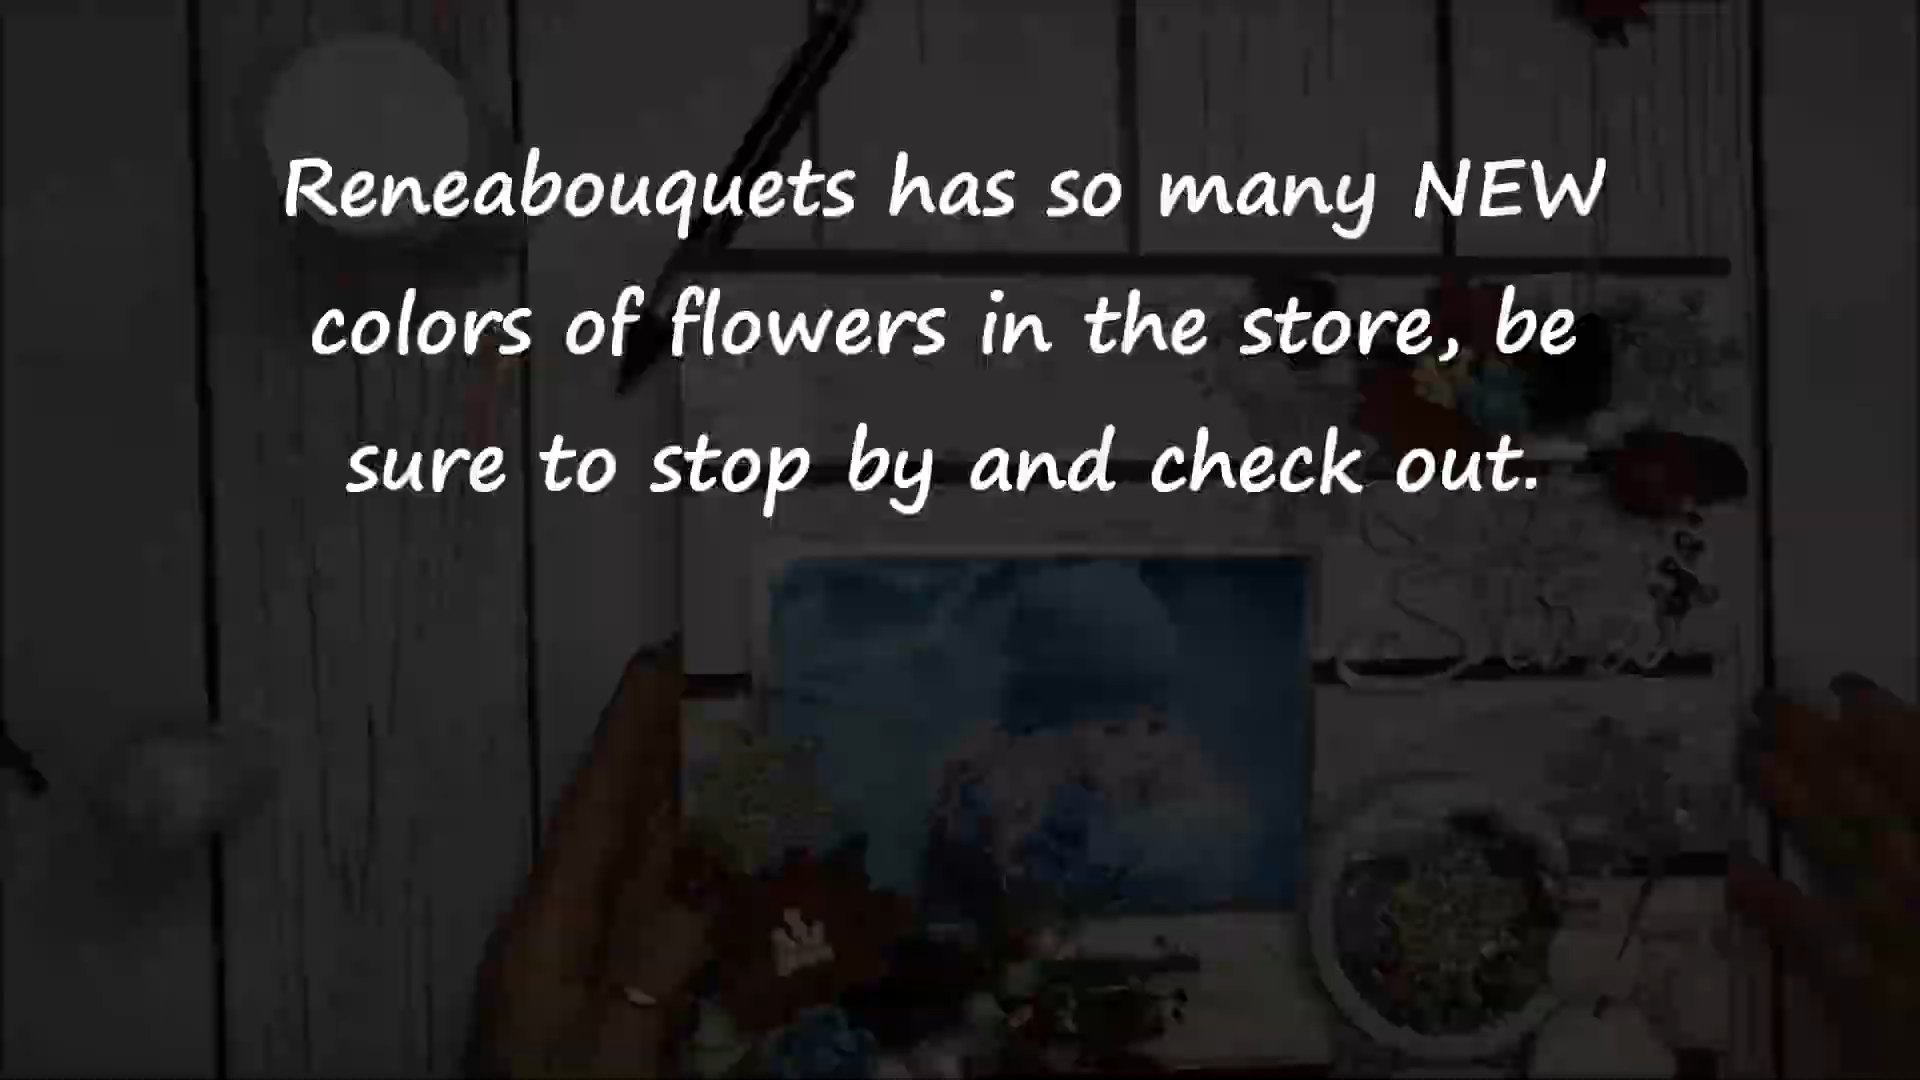 Reneabouquets has so many NEW
colors of flowers in the store, be
sure to stop by and check out.